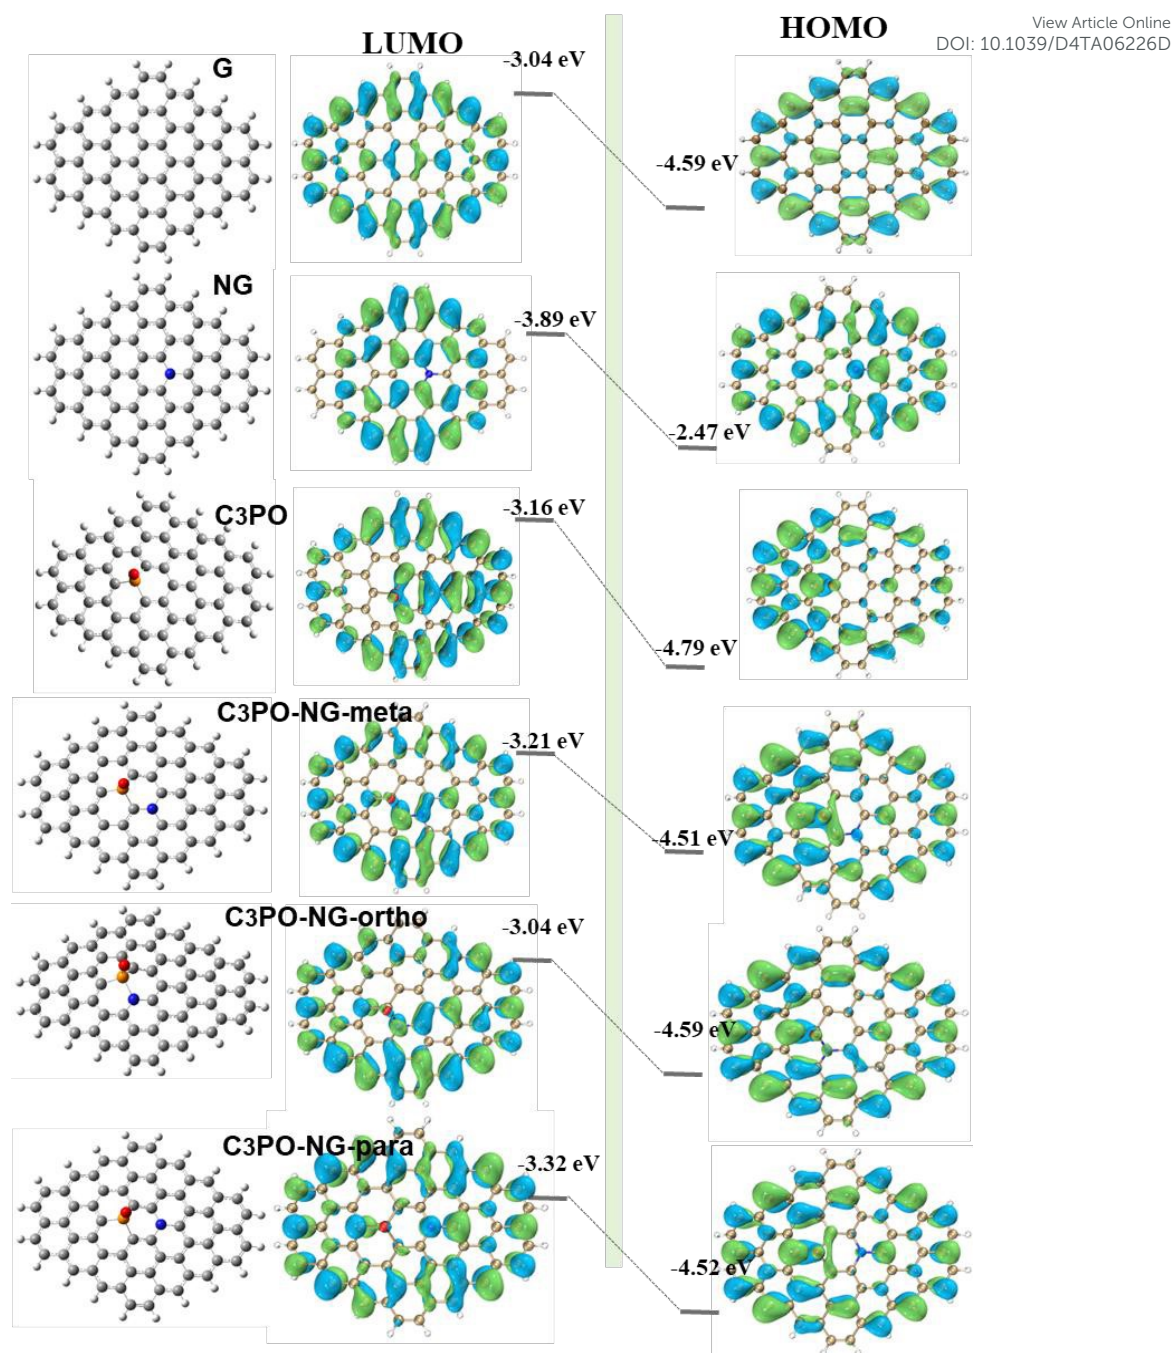 View Article Online
DOI: 10.1039/D4TA06226D
LUMO
HOMO
G
-3.04 eV
-4.59 eV
NG
-3.89 eV
-2.47 eV
C3PO
-3.16 eV
-4.79 eV
C3PO-NG-meta
-3.21 eV
-4.51 eV
C3PO-NG-ortho
-3.04 eV
-4.59 eV
C3PO-NG-para
-3.32 eV
-4.52 eV